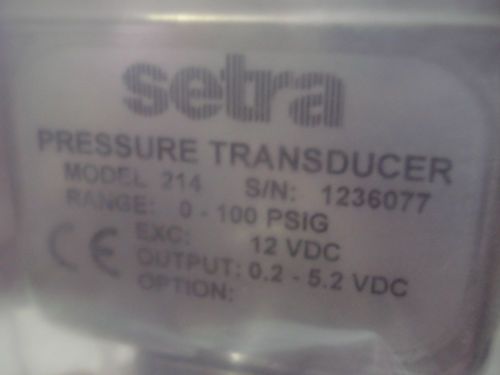 setra
PRESSURE TRANSDUCER
MODEL 214 S/N: 1236077
RANGE: 0 - 100 PSIG
CE EXC: 12 VDC
OUTPUT: 0.2 - 5.2 VDC
OPTION: